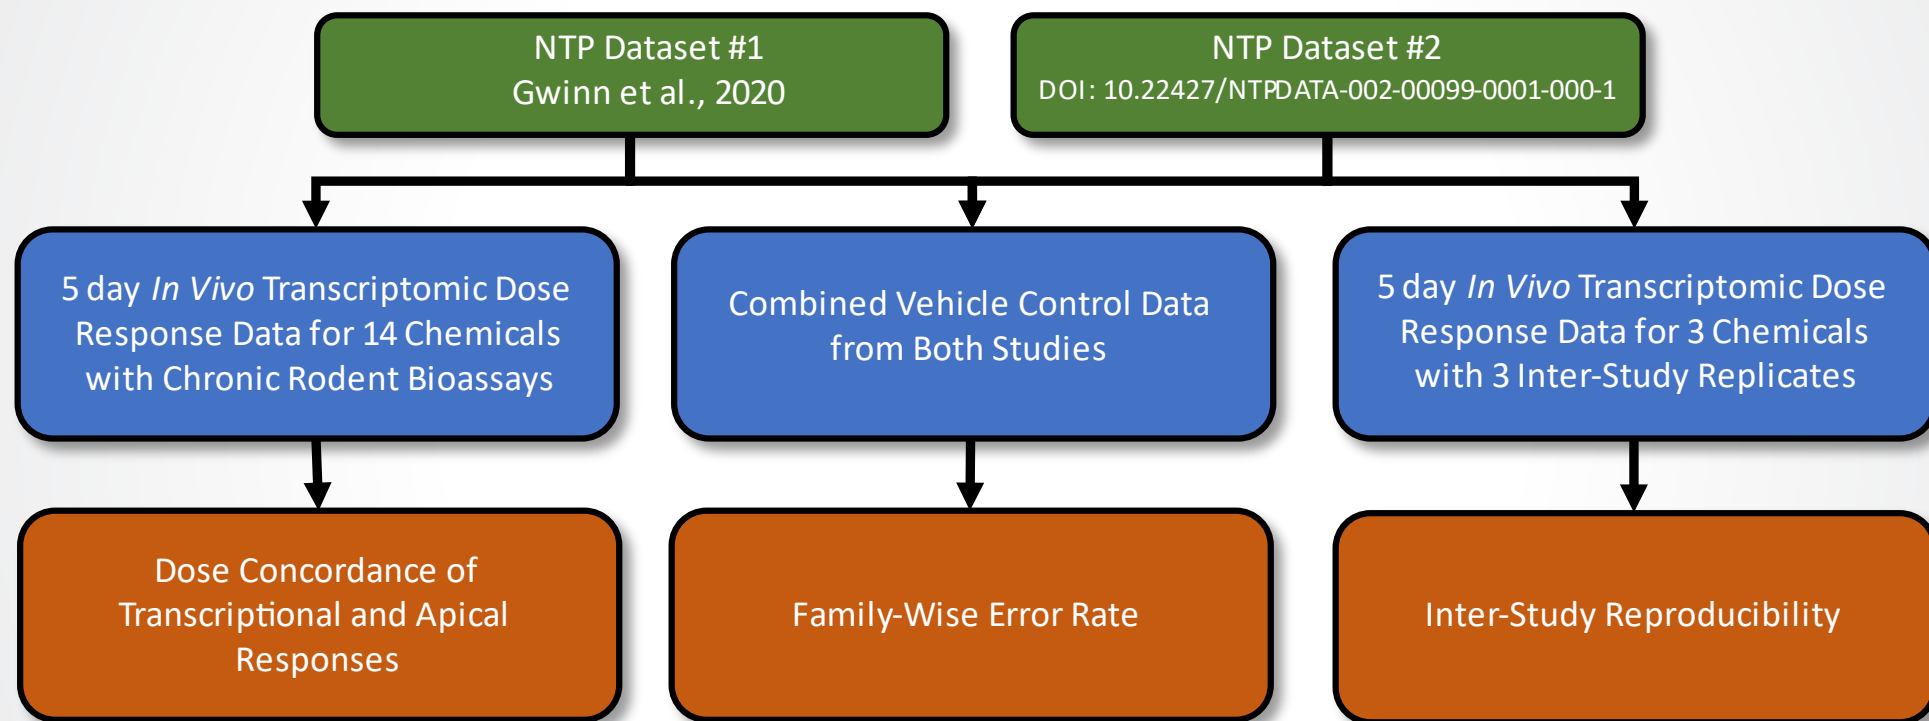 NTP Dataset #1
Gwinn et al., 2020
NTP Dataset #2
DOI: 10.22427/NTPDATA-002-00099-0001-000-1
5 day In Vivo Transcriptomic Dose
Response Data for 14 Chemicals
with Chronic Rodent Bioassays
Combined Vehicle Control Data
from Both Studies
5 day In Vivo Transcriptomic Dose
Response Data for 3 Chemicals
with 3 Inter-Study Replicates
Dose Concordance of
Transcriptional and Apical
Responses
Family-Wise Error Rate
Inter-Study Reproducibility